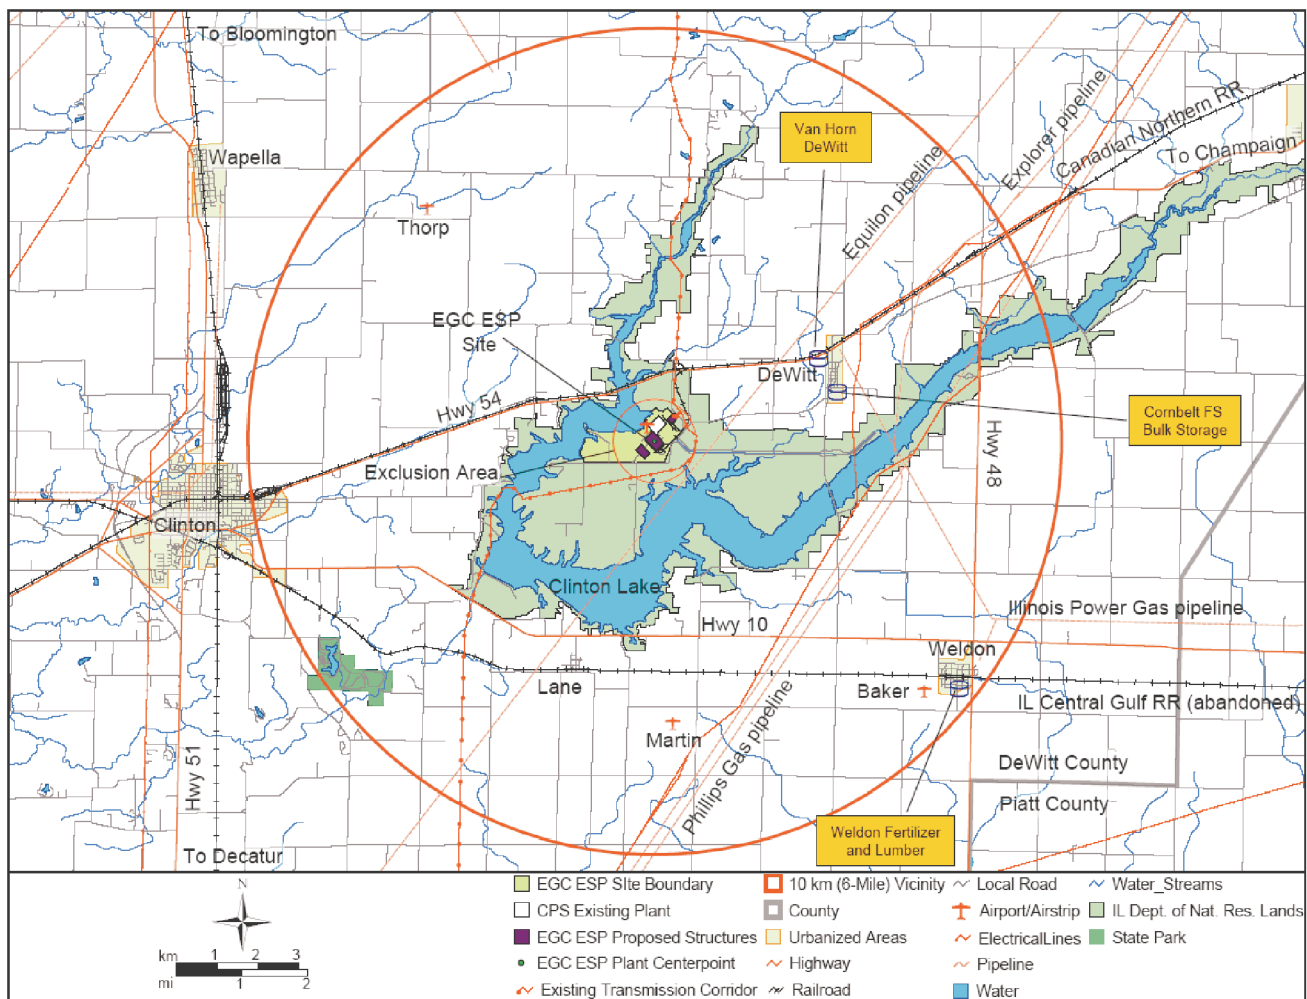 To Bloomington
Wapella
Thorp
Van Horn
DeWitt
Equilon pipeline
Explorer pipeline
Canadian Northern RR
To Champaign
EGC ESP
Site
DeWitt
Hwy 54
Cornbelt FS
Bulk Storage
Hwy 48
Exclusion Area
Clinton
Clinton Lake
Illinois Power Gas pipeline
Hwy 10
Weldon
Lane
Baker
IL Central Gulf RR (abandoned)
Martin
Phillips Gas pipeline
Hwy 51
DeWitt County
Piatt County
Weldon Fertilizer
and Lumber
To Decatur
N
km 1 2 3
mi 1 2
EGC ESP SIte Boundary
CPS Existing Plant
EGC ESP Proposed Structures
EGC ESP Plant Centerpoint
Existing Transmission Corridor
10 km (6-Mile) Vicinity
County
Urbanized Areas
Highway
Railroad
Local Road
Airport/Airstrip
ElectricalLines
Pipeline
Water
Water_Streams
IL Dept. of Nat. Res. Lands
State Park